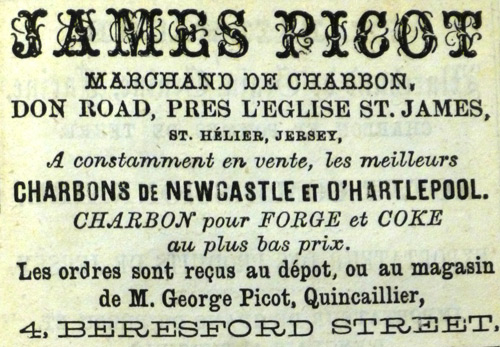 JAMES PICOT
MARCHAND DE CHARBON,
DON ROAD, PRES L'EGLISE ST. JAMES,
ST. HÉLIER, JERSEY,
A constamment en vente, les meilleurs
CHARBONS DE NEWCASTLE ET D'HARTLEPOOL.
CHARBON pour FORGE et COKE
au plus bas prix.
Les ordres sont reçus au dépot, ou au magasin
de M. George Picot, Quincaillier,
4, BERESFORD STREET,